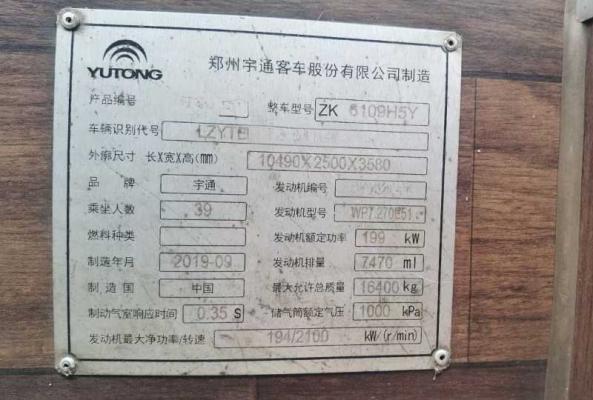 YUTONG 郑州宇通客车股份有限公司制造
产品编号 整车型号 ZK 6109H5Y
车辆识别代号 LZYTB
外廓尺寸 长X宽X高(mm) 10490X2500X3580
品 牌 宇通 发动机编号
乘坐人数 39 发动机型号 WP7.270E51
燃料种类 发动机额定功率 199 kW
制造年月 2019-09 发动机排量 7470 ml
制造国 中国 最大允许总质量 16400 kg
制动气室响应时间 0.35 S 储气筒额定气压 1000 kPa
发动机最大净功率/转速 194/2100 kW/(r/min)